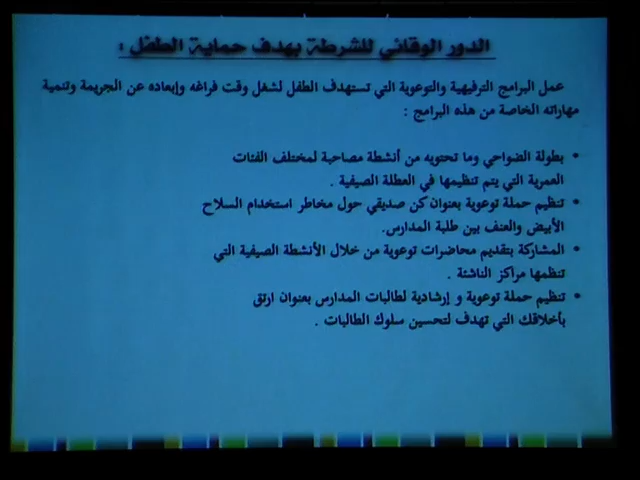 الدور الوقائي للشرطة بهدف حماية الطفل :
عمل البرامج الترفيهية والتوعوية التي تستهدف الطفل لشغل وقت فراغه وإبعاده عن الجريمة وتنمية
مهاراته الخاصة من هذه البرامج :
• بطولة الضواحي وما تحتويه من أنشطة مصاحبة لمختلف الفئات
العمرية التي يتم تنظيمها في العطلة الصيفية .
• تنظيم حملة توعوية بعنوان كن صديقي حول مخاطر استخدام السلاح
الأبيض والعنف بين طلبة المدارس.
• المشاركة بتقديم محاضرات توعوية من خلال الأنشطة الصيفية التي
تنظمها مراكز الناشئة .
• تنظيم حملة توعوية و إرشادية لطالبات المدارس بعنوان ارتق
بأخلاقك التي تهدف لتحسين سلوك الطالبات .